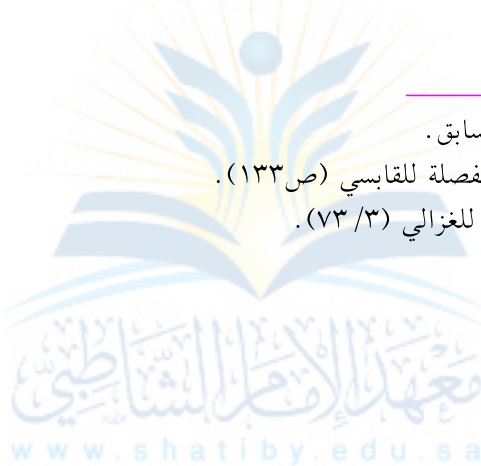 سابق.
فصلة للقابسي (ص١٣٣).
للغزالي (٣/ ٧٣).
معهد الإمام الشاطبي
www.shatiby.edu.sa